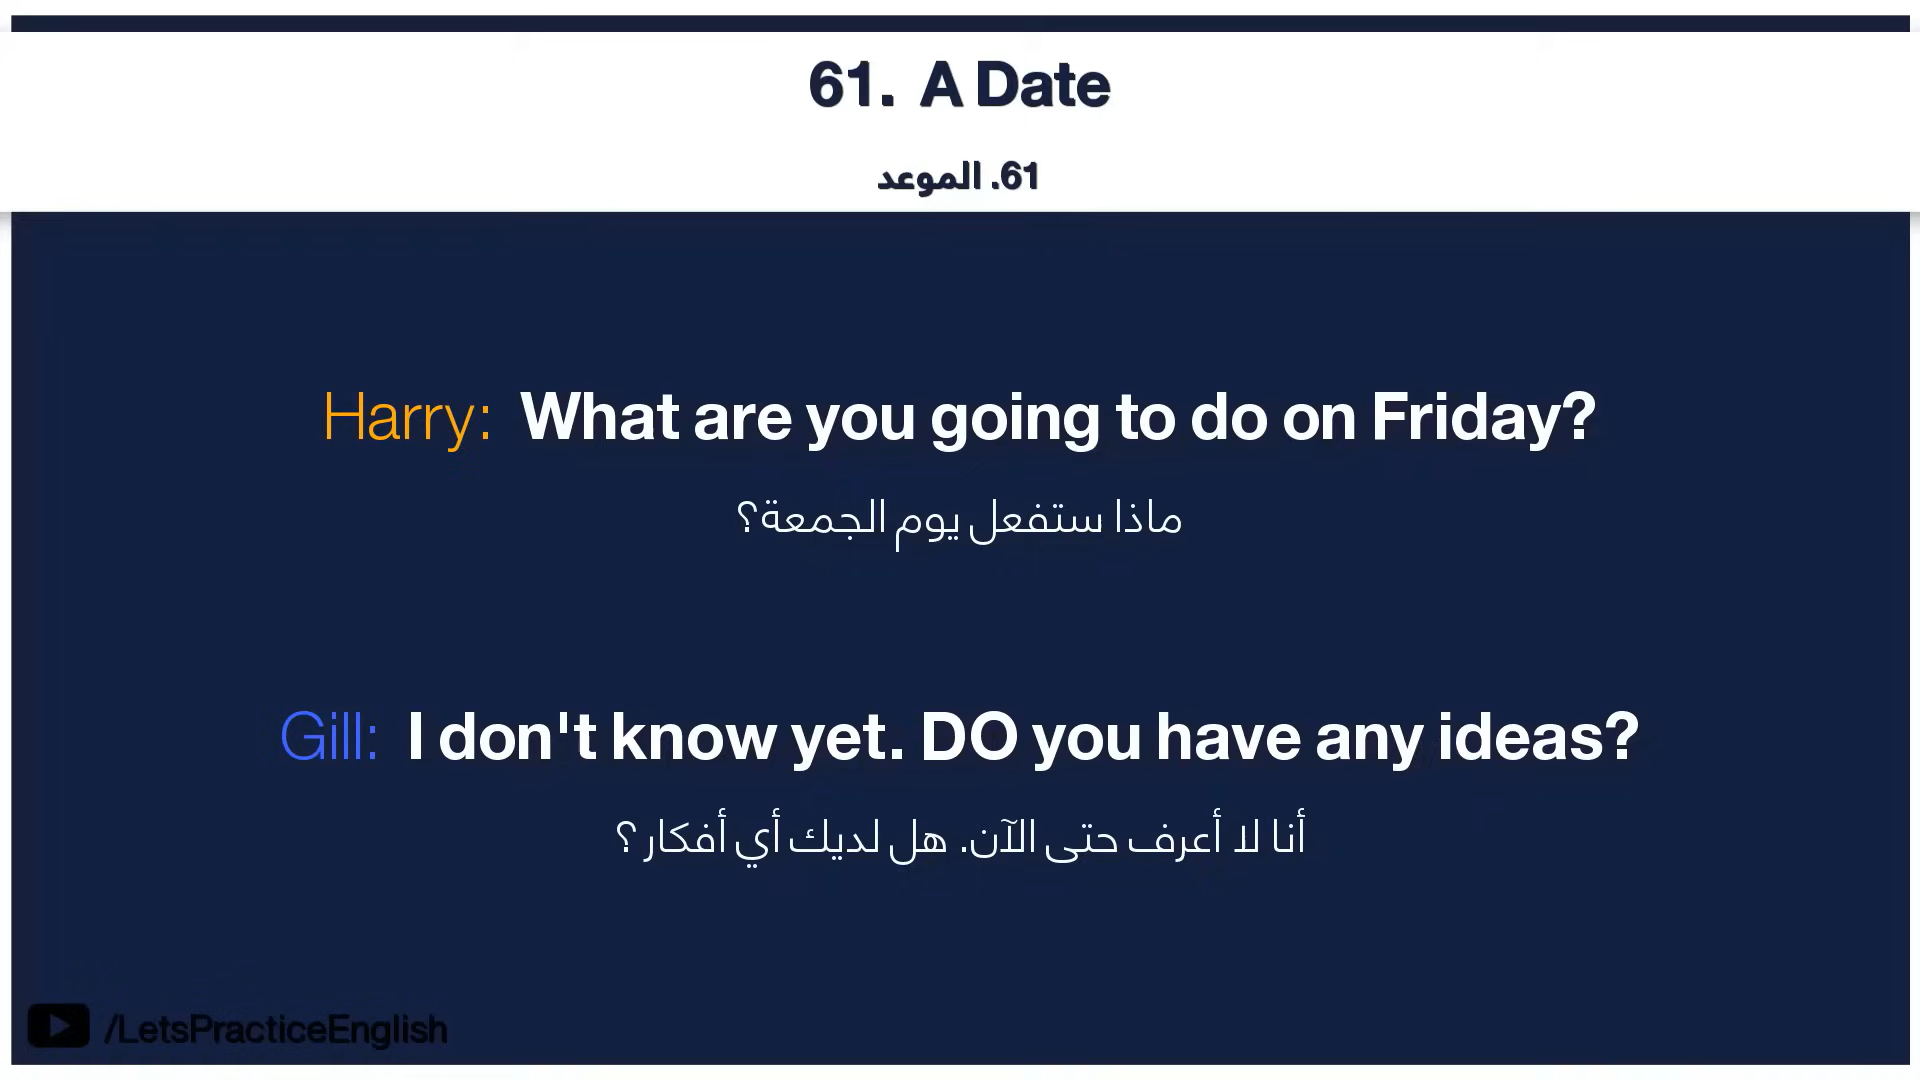 61. A Date
61. الموعد
Harry: What are you going to do on Friday?
ماذا ستفعل يوم الجمعة؟
Gill: I don't know yet. DO you have any ideas?
أنا لا أعرف حتى الآن. هل لديك أي أفكار؟
/LetsPracticeEnglish